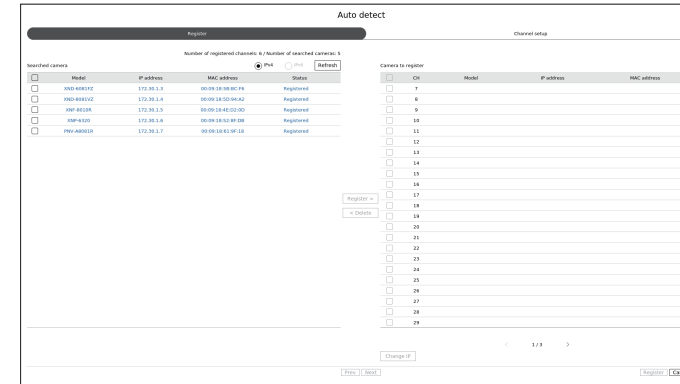 Auto detect
Register
Channel setup
Number of registered channels: 6 / Number of searched cameras: 5
Searched camera
IPv4
IPv6
Refresh
Model IP address MAC address Status
XND-6081FZ 172.30.1.3 00:09:18:5B:BC:F6 Registered
XND-8081VZ 172.30.1.4 00:09:18:5D:94:A2 Registered
XNF-8010R 172.30.1.5 00:09:18:4E:D2:0D Registered
XNP-6320 172.30.1.6 00:09:18:52:8F:DB Registered
PNV-A8081R 172.30.1.7 00:09:18:61:9F:18 Registered
Register >
< Delete
Camera to register
CH Model IP address MAC address
7
8
9
10
11
12
13
14
15
16
17
18
19
20
21
22
23
24
25
26
27
28
29
< 1 / 3 >
Change IP
Prev Next
Register Ca